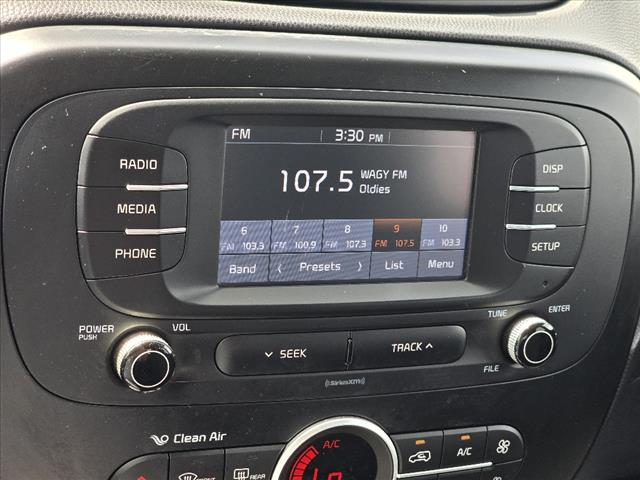 FM 3:30 PM
RADIO
MEDIA
PHONE
107.5 WAGY FM
Oldies
6 7 8 9 10
FM 103.3 FM 100.9 FM 107.3 FM 107.5 FM 103.3
Band Presets List Menu
DISP
CLOCK
SETUP
POWER
PUSH
VOL
SEEK
TRACK
TUNE
ENTER
FILE
SiriusXM
Clean Air
A/C
FRONT
REAR
A/C